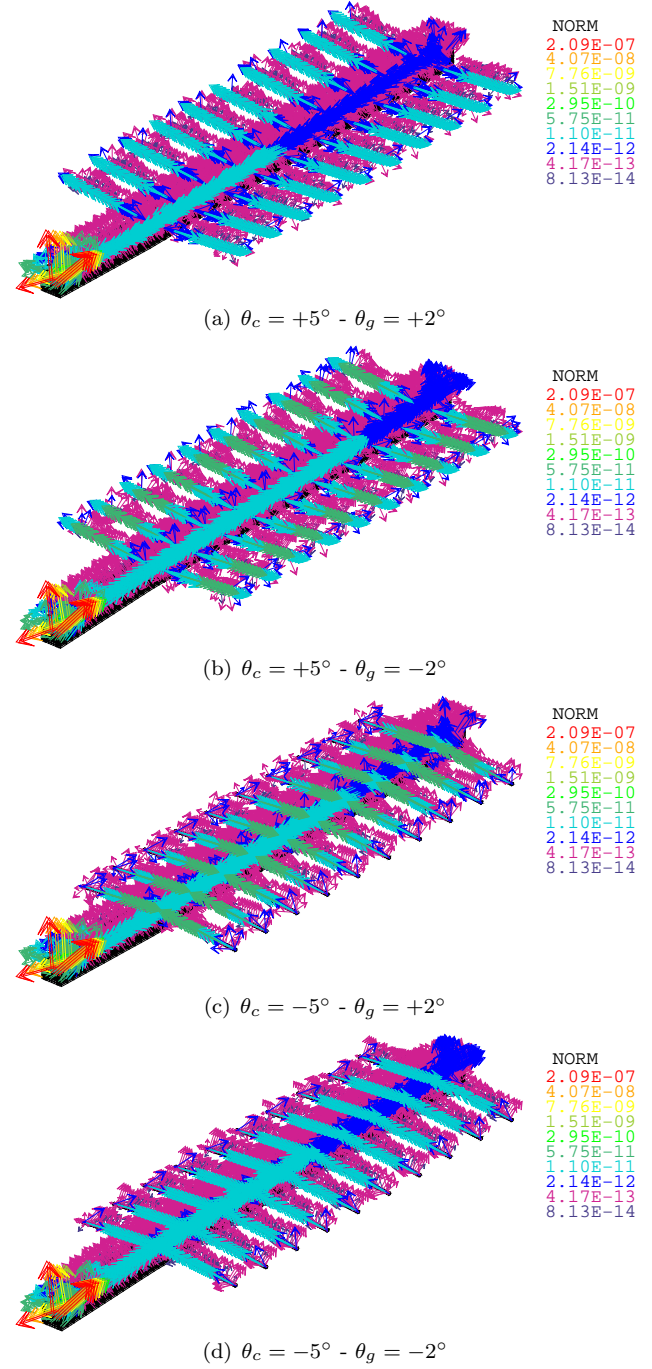 NORM
2.09E-07
4.07E-08
7.76E-09
1.51E-09
2.95E-10
5.75E-11
1.10E-11
2.14E-12
4.17E-13
8.13E-14
(a) θc = +5° - θg = +2°
NORM
2.09E-07
4.07E-08
7.76E-09
1.51E-09
2.95E-10
5.75E-11
1.10E-11
2.14E-12
4.17E-13
8.13E-14
(b) θc = +5° - θg = −2°
NORM
2.09E-07
4.07E-08
7.76E-09
1.51E-09
2.95E-10
5.75E-11
1.10E-11
2.14E-12
4.17E-13
8.13E-14
(c) θc = −5° - θg = +2°
NORM
2.09E-07
4.07E-08
7.76E-09
1.51E-09
2.95E-10
5.75E-11
1.10E-11
2.14E-12
4.17E-13
8.13E-14
(d) θc = −5° - θg = −2°